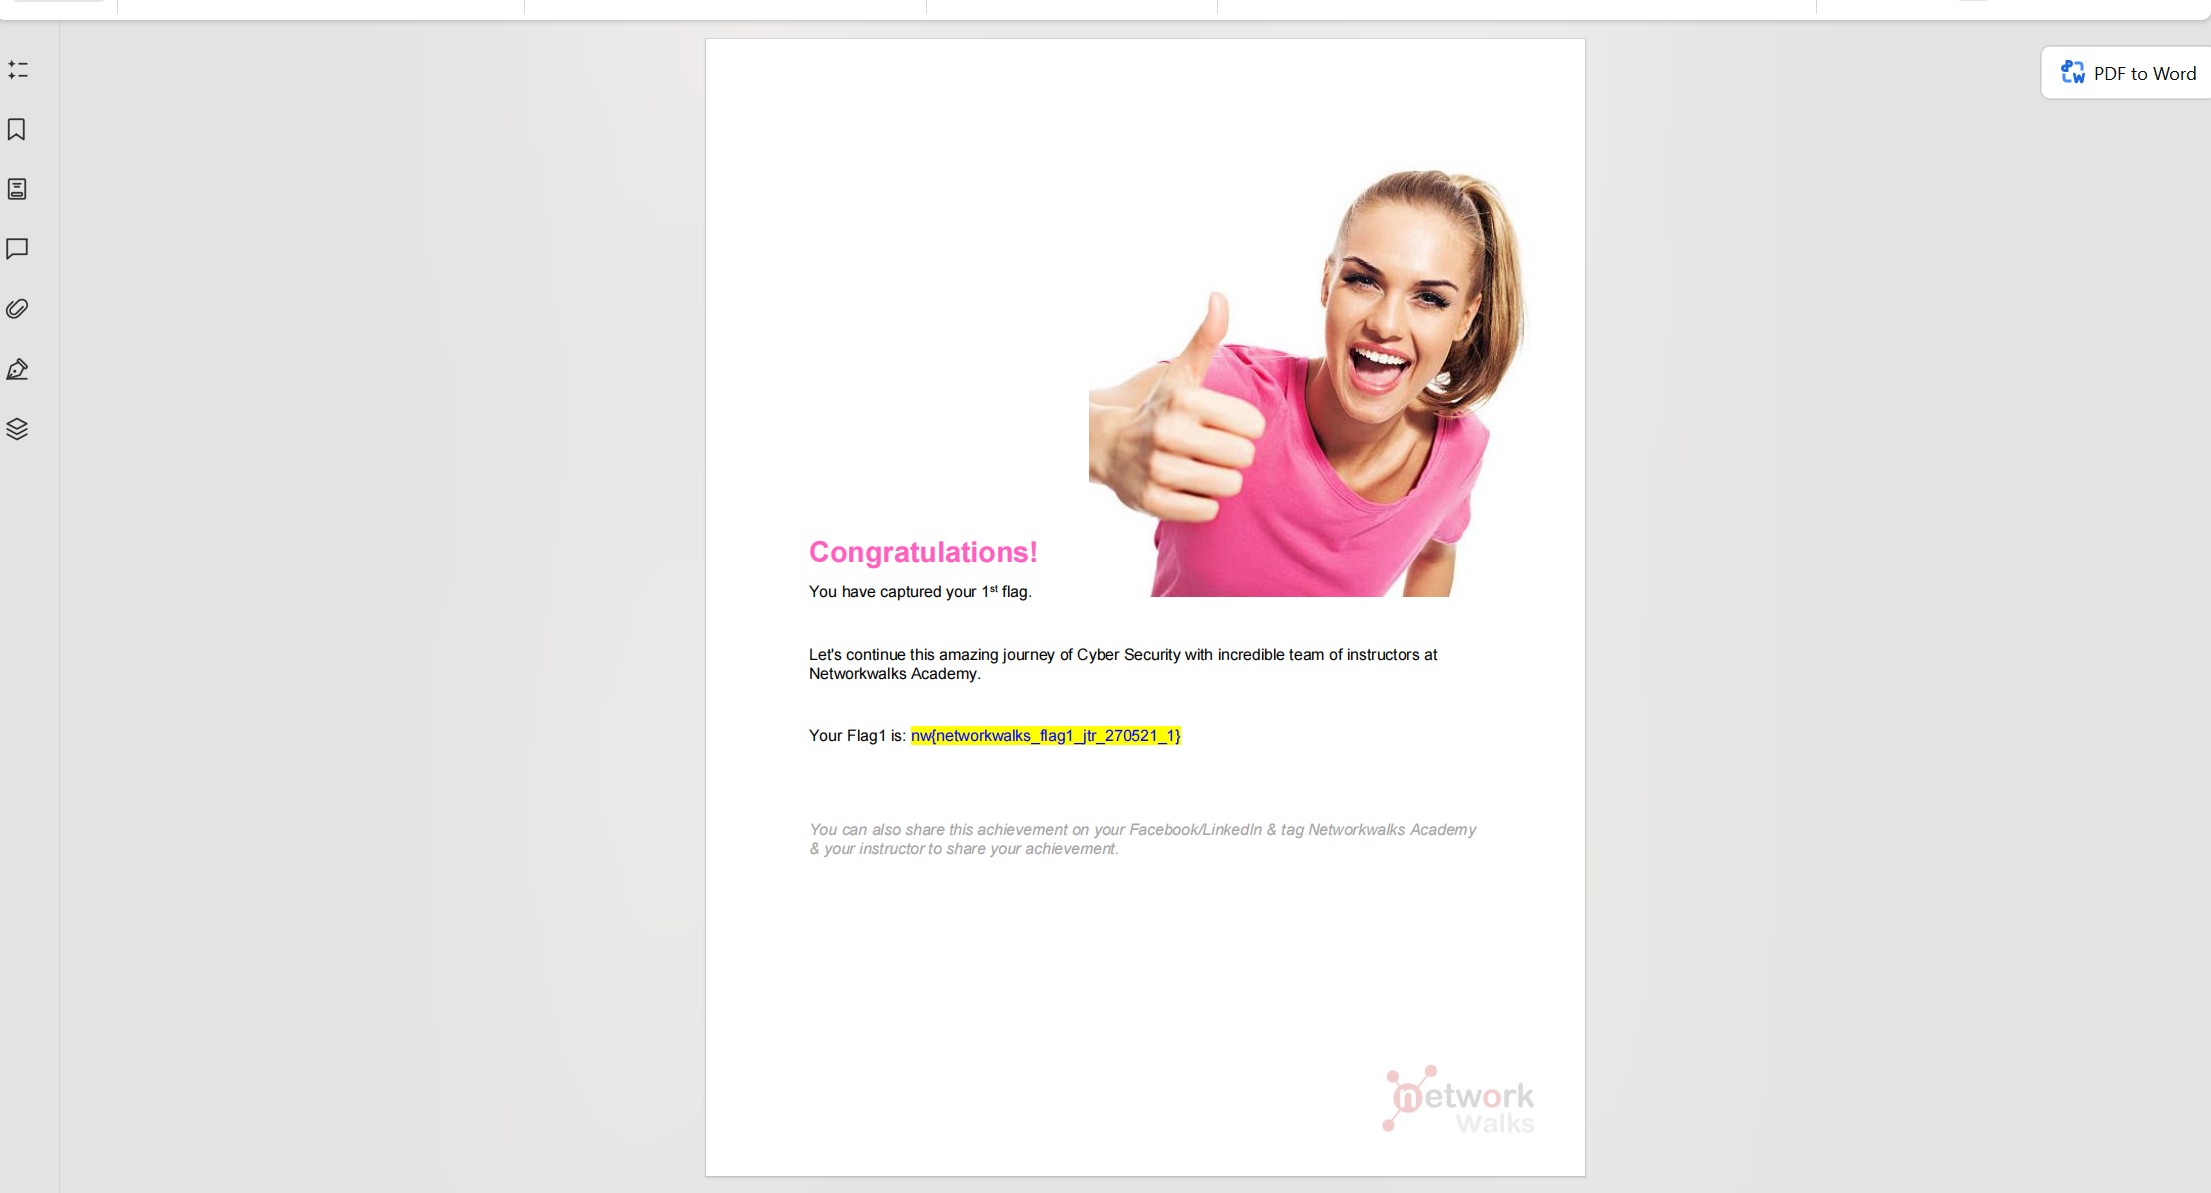 PDF to Word
Congratulations!
You have captured your 1st flag.
Let's continue this amazing journey of Cyber Security with incredible team of instructors at
Networkwalks Academy.
Your Flag1 is: nw{networkwalks_flag1_jtr_270521_1}
You can also share this achievement on your Facebook/LinkedIn & tag Networkwalks Academy
& your instructor to share your achievement.
network
Walks